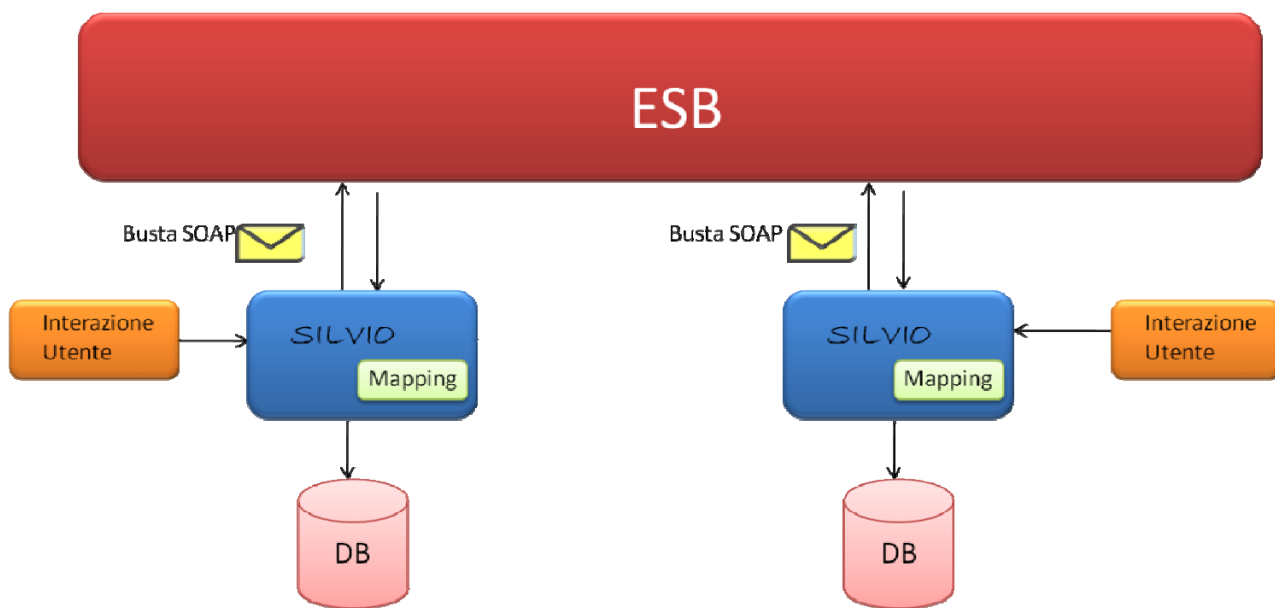 ESB
Busta SOAP
Busta SOAP
Interazione
Utente
SILVIO
Mapping
SILVIO
Mapping
Interazione
Utente
DB
DB